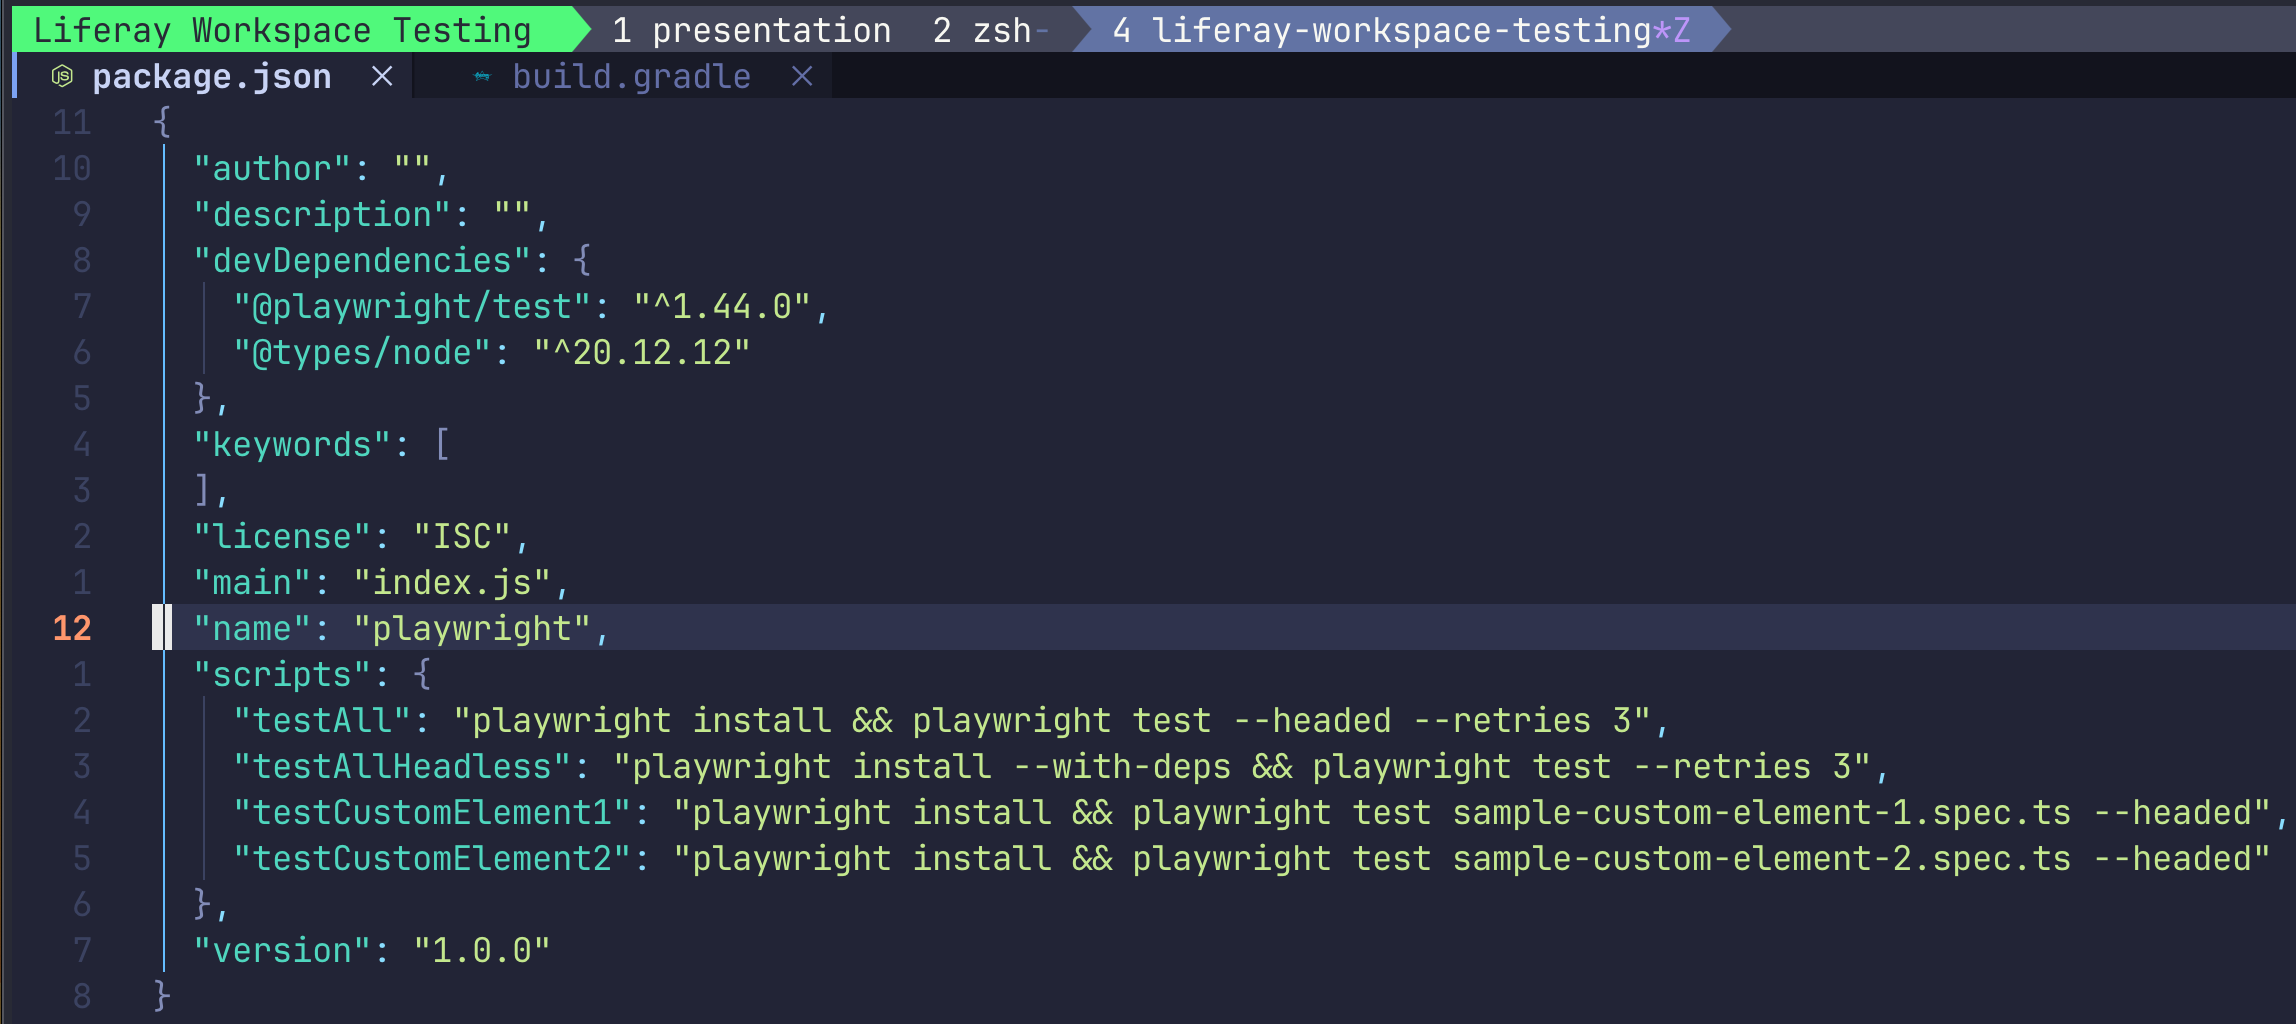 Liferay Workspace Testing 1 presentation 2 zsh- 4 liferay-workspace-testing*Z
package.json × build.gradle ×
11 {
10 "author": "",
9 "description": "",
8 "devDependencies": {
7 "@playwright/test": "^1.44.0",
6 "@types/node": "^20.12.12"
5 },
4 "keywords": [
3 ],
2 "license": "ISC",
1 "main": "index.js",
12 "name": "playwright",
1 "scripts": {
2 "testAll": "playwright install && playwright test --headed --retries 3",
3 "testAllHeadless": "playwright install --with-deps && playwright test --retries 3",
4 "testCustomElement1": "playwright install && playwright test sample-custom-element-1.spec.ts --headed",
5 "testCustomElement2": "playwright install && playwright test sample-custom-element-2.spec.ts --headed"
6 },
7 "version": "1.0.0"
8 }